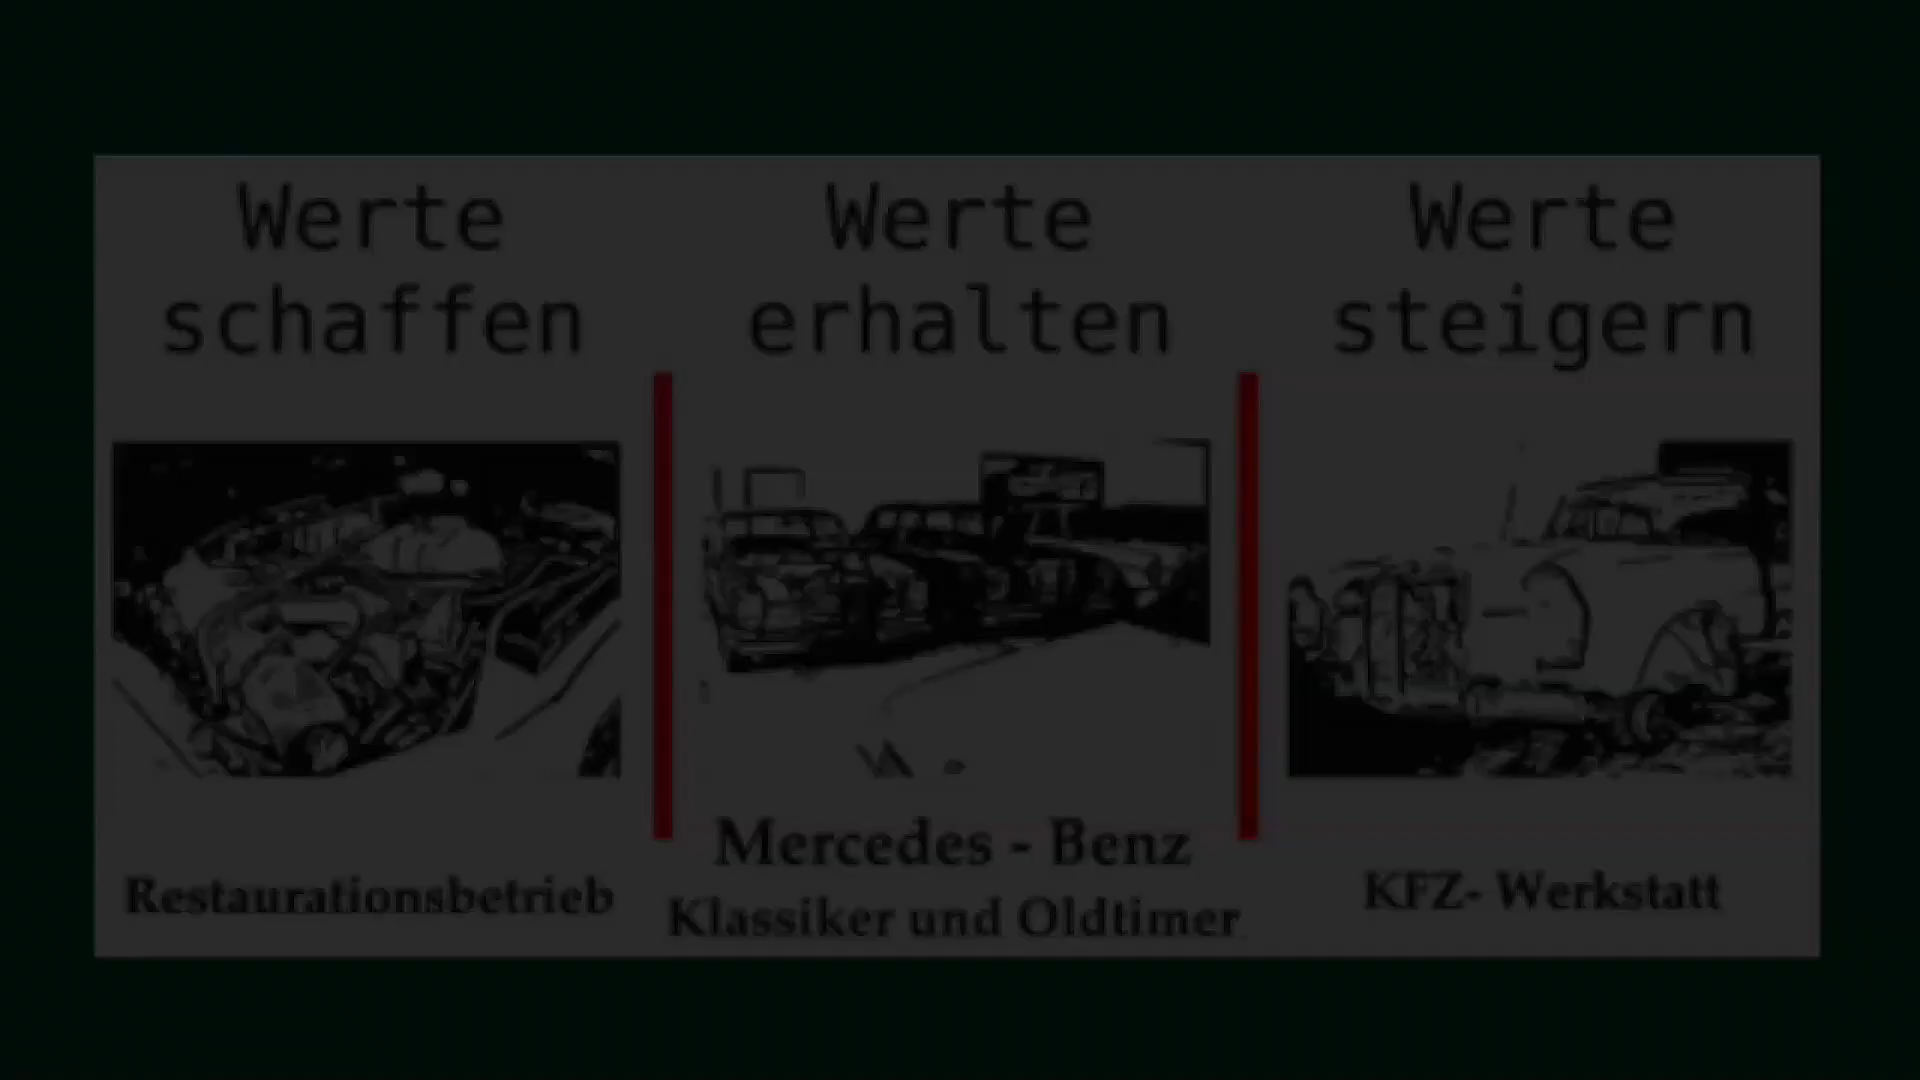 Werte
schaffen
Werte
erhalten
Werte
steigern
Restaurationsbetrieb
Mercedes - Benz
Klassiker und Oldtimer
KFZ- Werkstatt